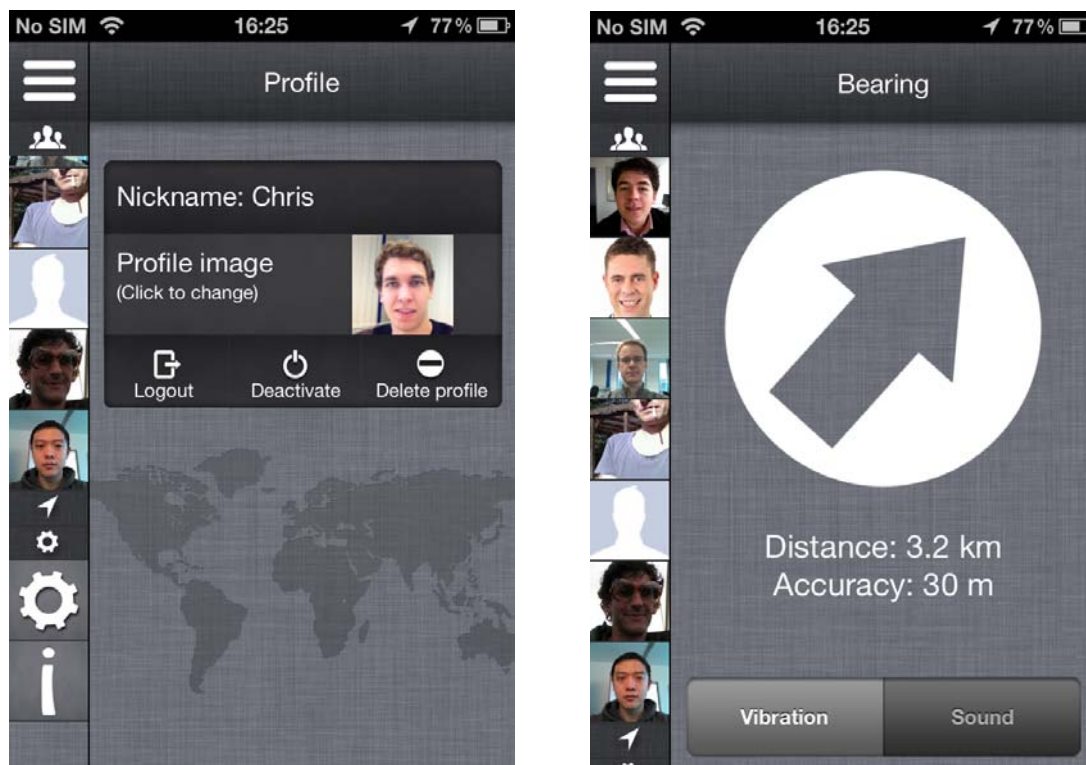 No SIM 16:25 77%
Profile
Nickname: Chris
Profile image
(Click to change)
Logout Deactivate Delete profile
No SIM 16:25 77%
Bearing
Distance: 3.2 km
Accuracy: 30 m
Vibration Sound